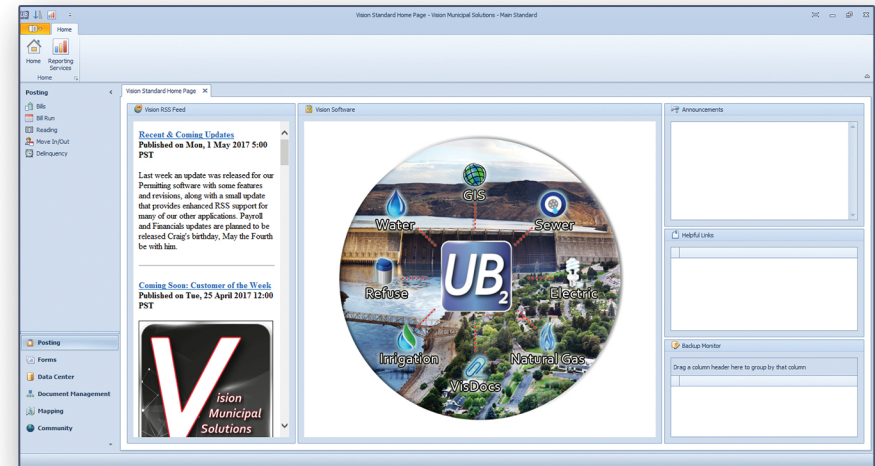 Vision Standard Home Page - Vision Municipal Solutions - Main Standard
Home
Home
Reporting
Services
Home
Posting
Bills
Bill Run
Reading
Move In/Out
Delinquency
Posting
Forms
Data Center
Document Management
Mapping
Community
Vision Standard Home Page
Vision RSS Feed
Recent & Coming Updates
Published on Mon, 1 May 2017 5:00
PST
Last week an update was released for our
Permitting software with some features
and revisions, along with a small update
that provides enhanced RSS support for
many of our other applications. Payroll
and Financials updates are planned to be
released Craig's birthday, May the Fourth
be with him.
Coming Soon: Customer of the Week
Published on Tue, 25 April 2017 12:00
PST
Vision
Municipal
Solutions
Vision Software
GIS
Water
Sewer
Refuse
UB2
Electric
Irrigation
Natural Gas
VisDocs
Announcements
Helpful Links
Backup Monitor
Drag a column header here to group by that column